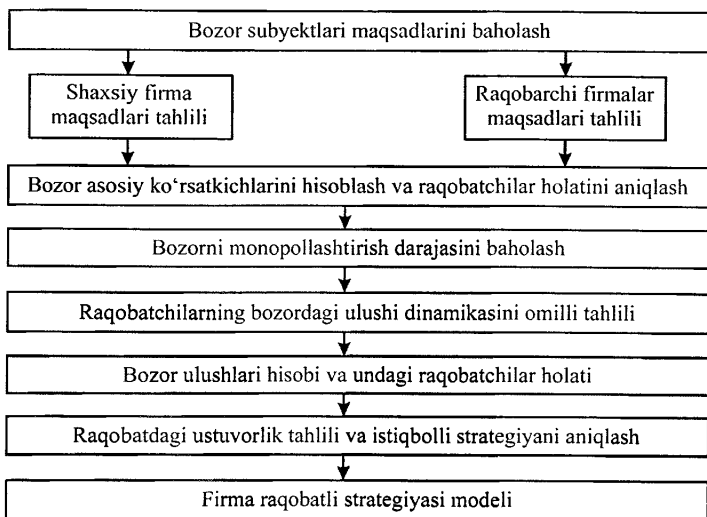 Bozor subyektlari maqsadlarini baholash
Shaxsiy firma
maqsadlari tahlili
Raqobarchi firmalar
maqsadlari tahlili
Bozor asosiy ko‘rsatkichlarini hisoblash va raqobatchilar holatini aniqlash
Bozorni monopollashtirish darajasini baholash
Raqobatchilarning bozordagi ulushi dinamikasini omilli tahlili
Bozor ulushlari hisobi va undagi raqobatchilar holati
Raqobatdagi ustuvorlik tahlili va istiqbolli strategiyani aniqlash
Firma raqobatli strategiyasi modeli